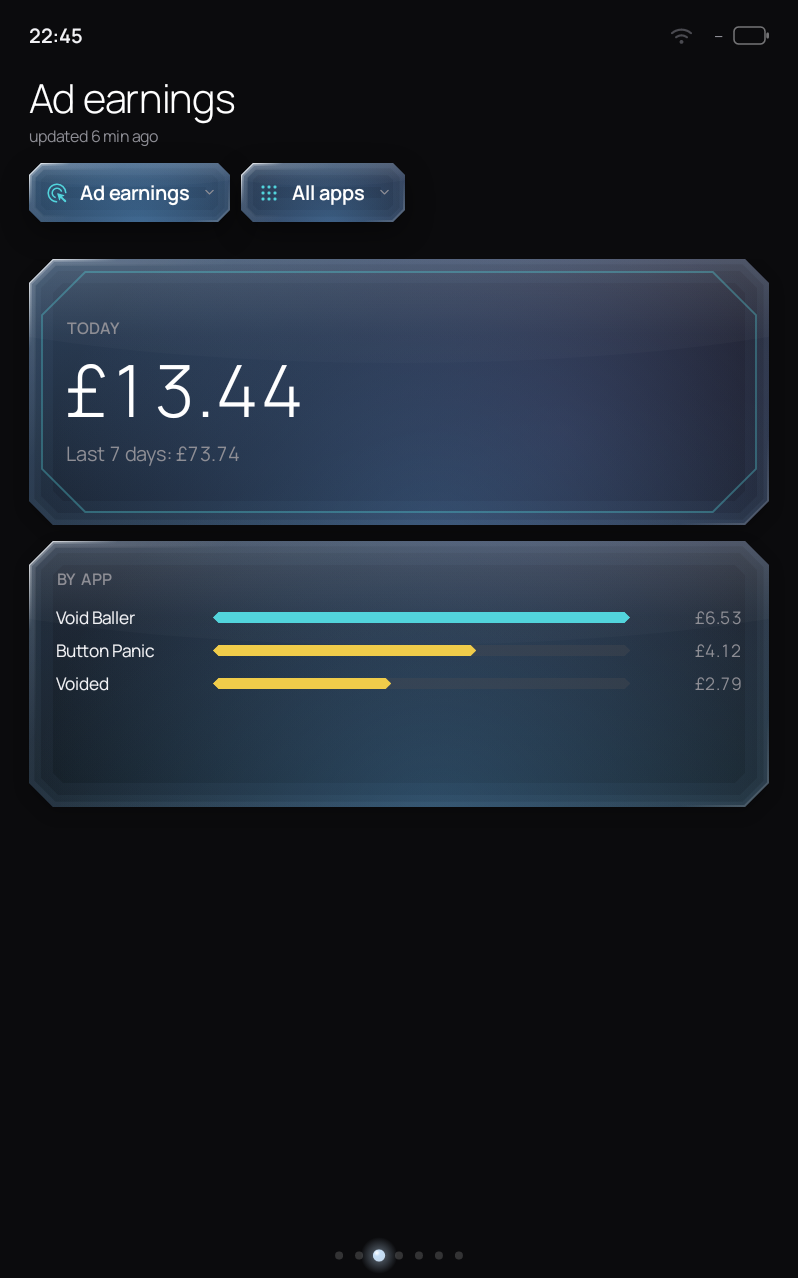 22:45
–
Ad earnings
updated 6 min ago
Ad earnings All apps
TODAY
£13.44
Last 7 days: £73.74
BY APP
Void Baller £6.53
Button Panic £4.12
Voided £2.79